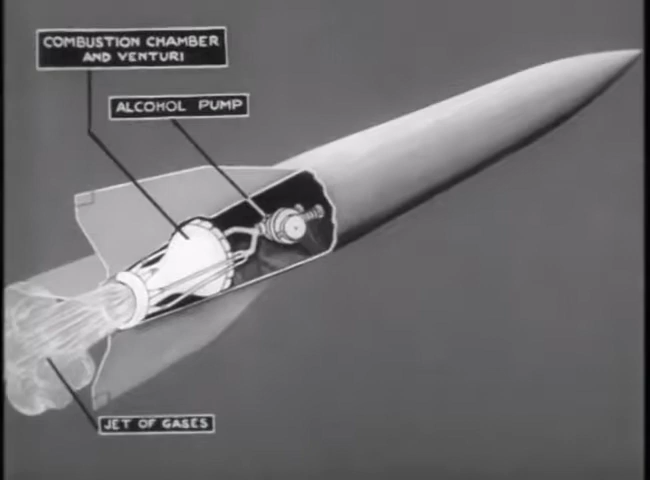 COMBUSTION CHAMBER
AND VENTURI
ALCOHOL PUMP
JET OF GASES